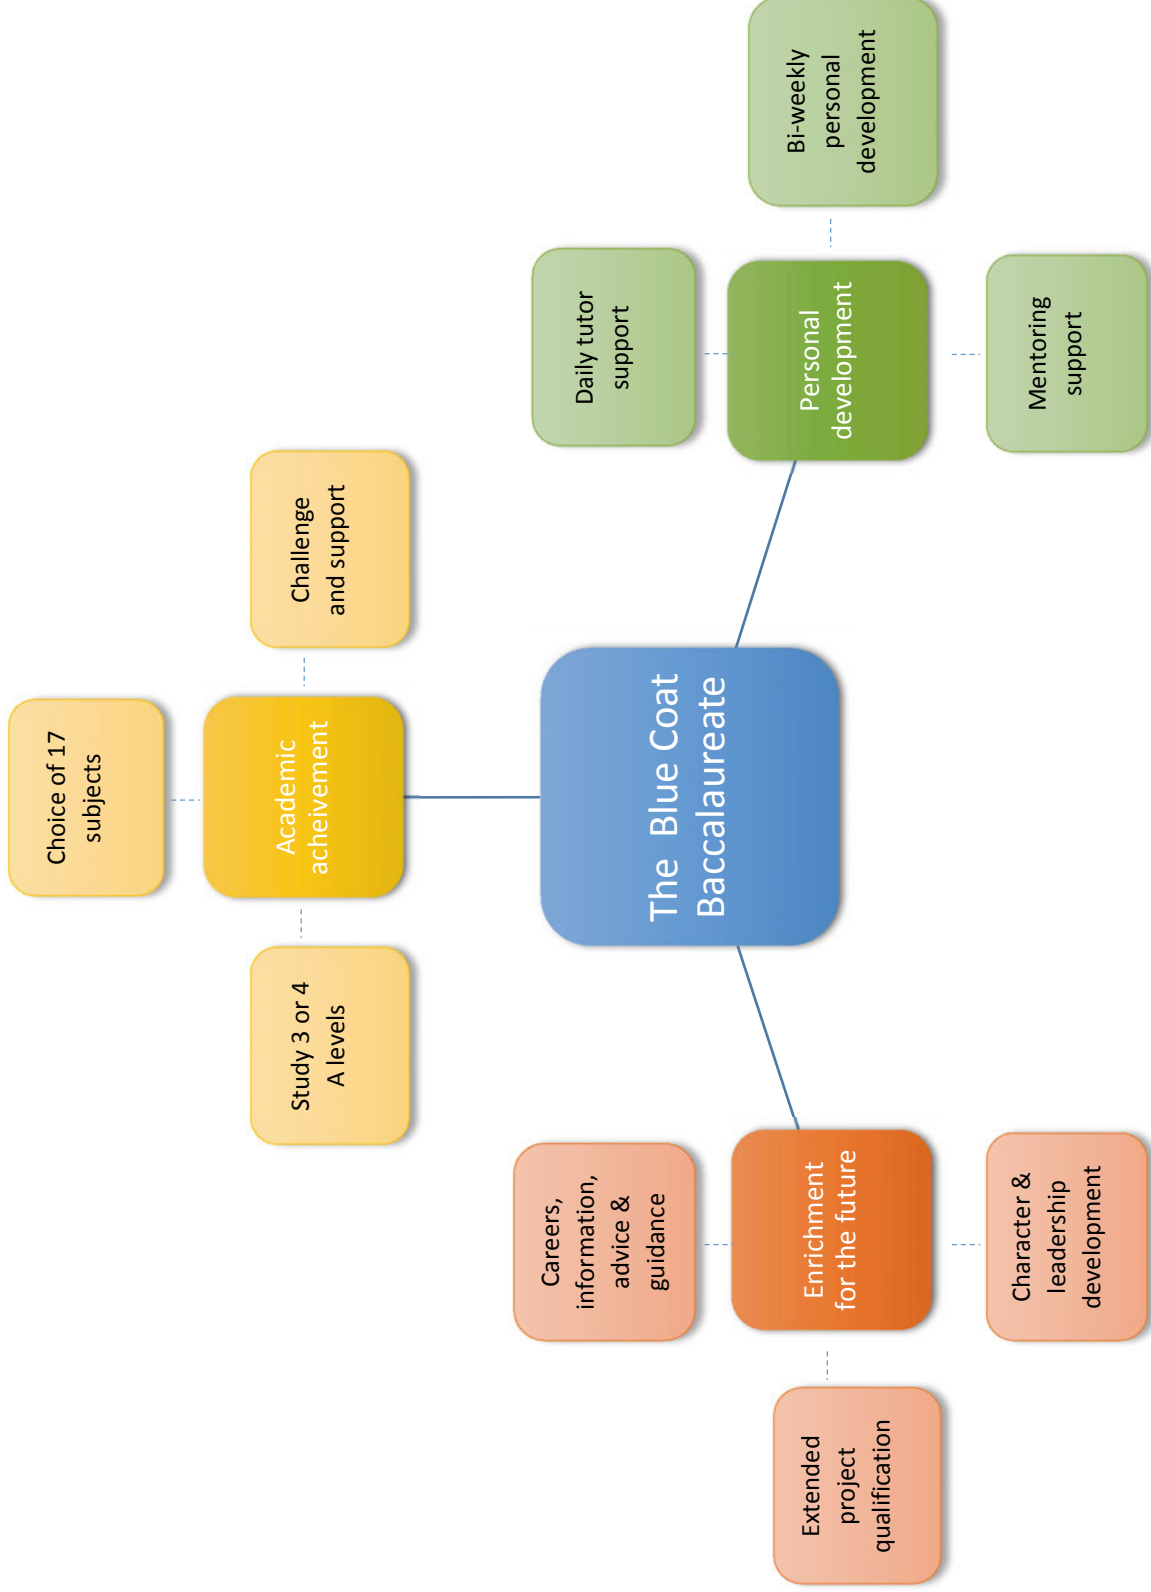 Choice of 17
subjects
Study 3 or 4
A levels
Academic
acheivement
Challenge
and support
The  Blue Coat
Baccalaureate
Careers,
information,
advice &
guidance
Extended
project
qualification
Enrichment
for the future
Character &
leadership
development
Daily tutor
support
Personal
development
Bi-weekly
personal
development
Mentoring
support